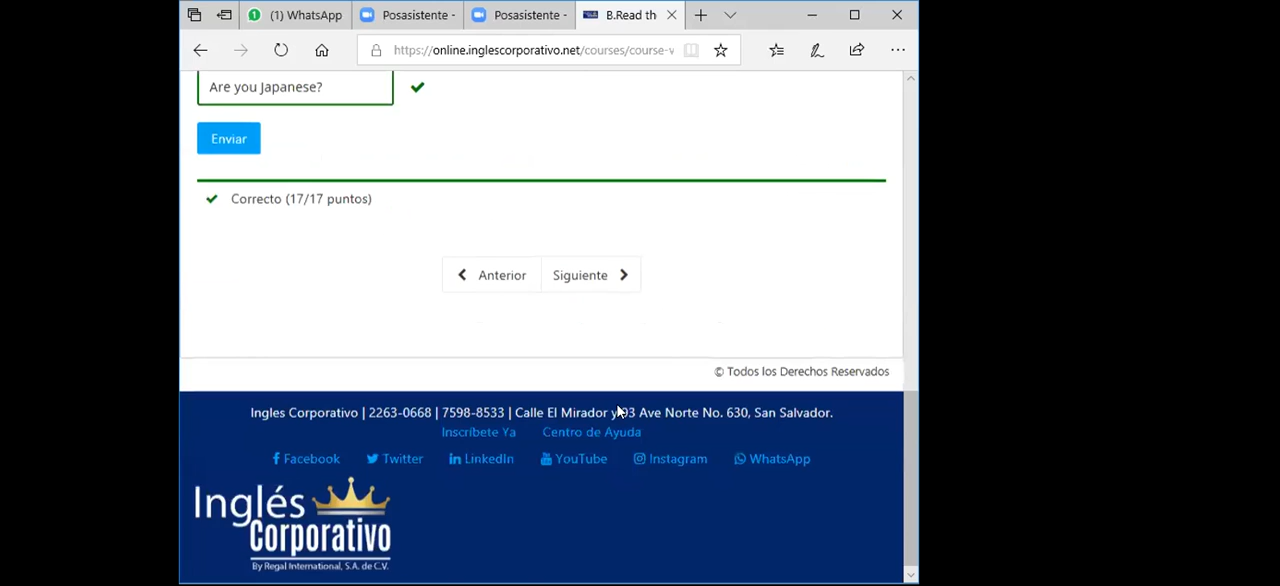 (1) WhatsApp
Posasistente -
Posasistente -
B.Read th
https://online.inglescorporativo.net/courses/course-v
Are you Japanese?
Enviar
Correcto (17/17 puntos)
Anterior
Siguiente
© Todos los Derechos Reservados
Ingles Corporativo | 2263-0668 | 7598-8533 | Calle El Mirador y 93 Ave Norte No. 630, San Salvador.
Inscríbete Ya Centro de Ayuda
Facebook Twitter LinkedIn YouTube Instagram WhatsApp
Inglés
Corporativo
By Regal International, S.A. de C.V.